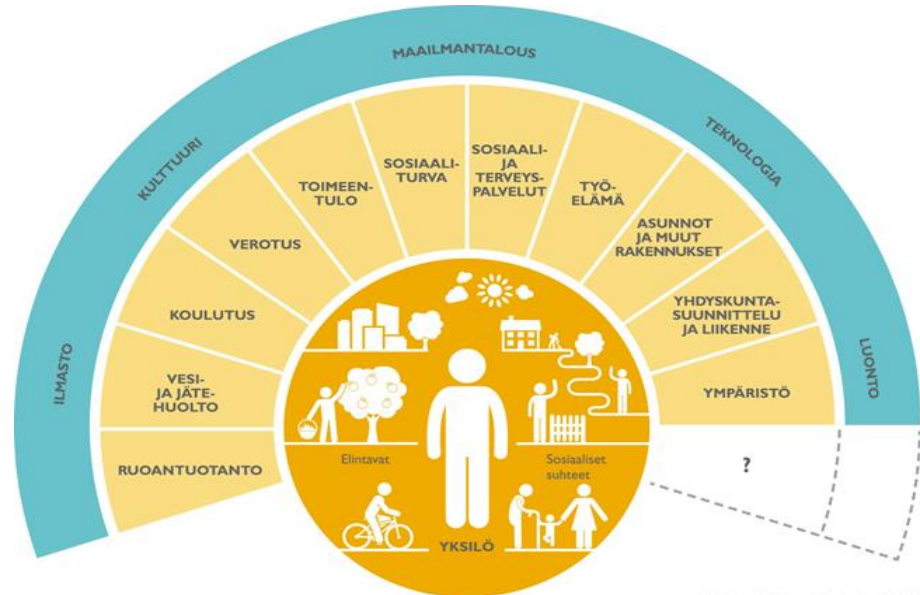 MAAILMANTALOUS
KULTTUURI
TEKNOLOGIA
ILMASTO
LUONTO
RUOANTUOTANTO
VESI-
JA JÄTE-
HUOLTO
KOULUTUS
VEROTUS
TOIMEEN-
TULO
SOSIAALI-
TURVA
SOSIAALI-
JA
TERVEYS-
PALVELUT
TYÖ-
ELÄMÄ
ASUNNOT
JA MUUT
RAKENNUKSET
YHDYSKUNTA-
SUUNNITTELU
JA LIIKENNE
YMPÄRISTÖ
?
Elintavat
Sosiaaliset
suhteet
YKSILÖ